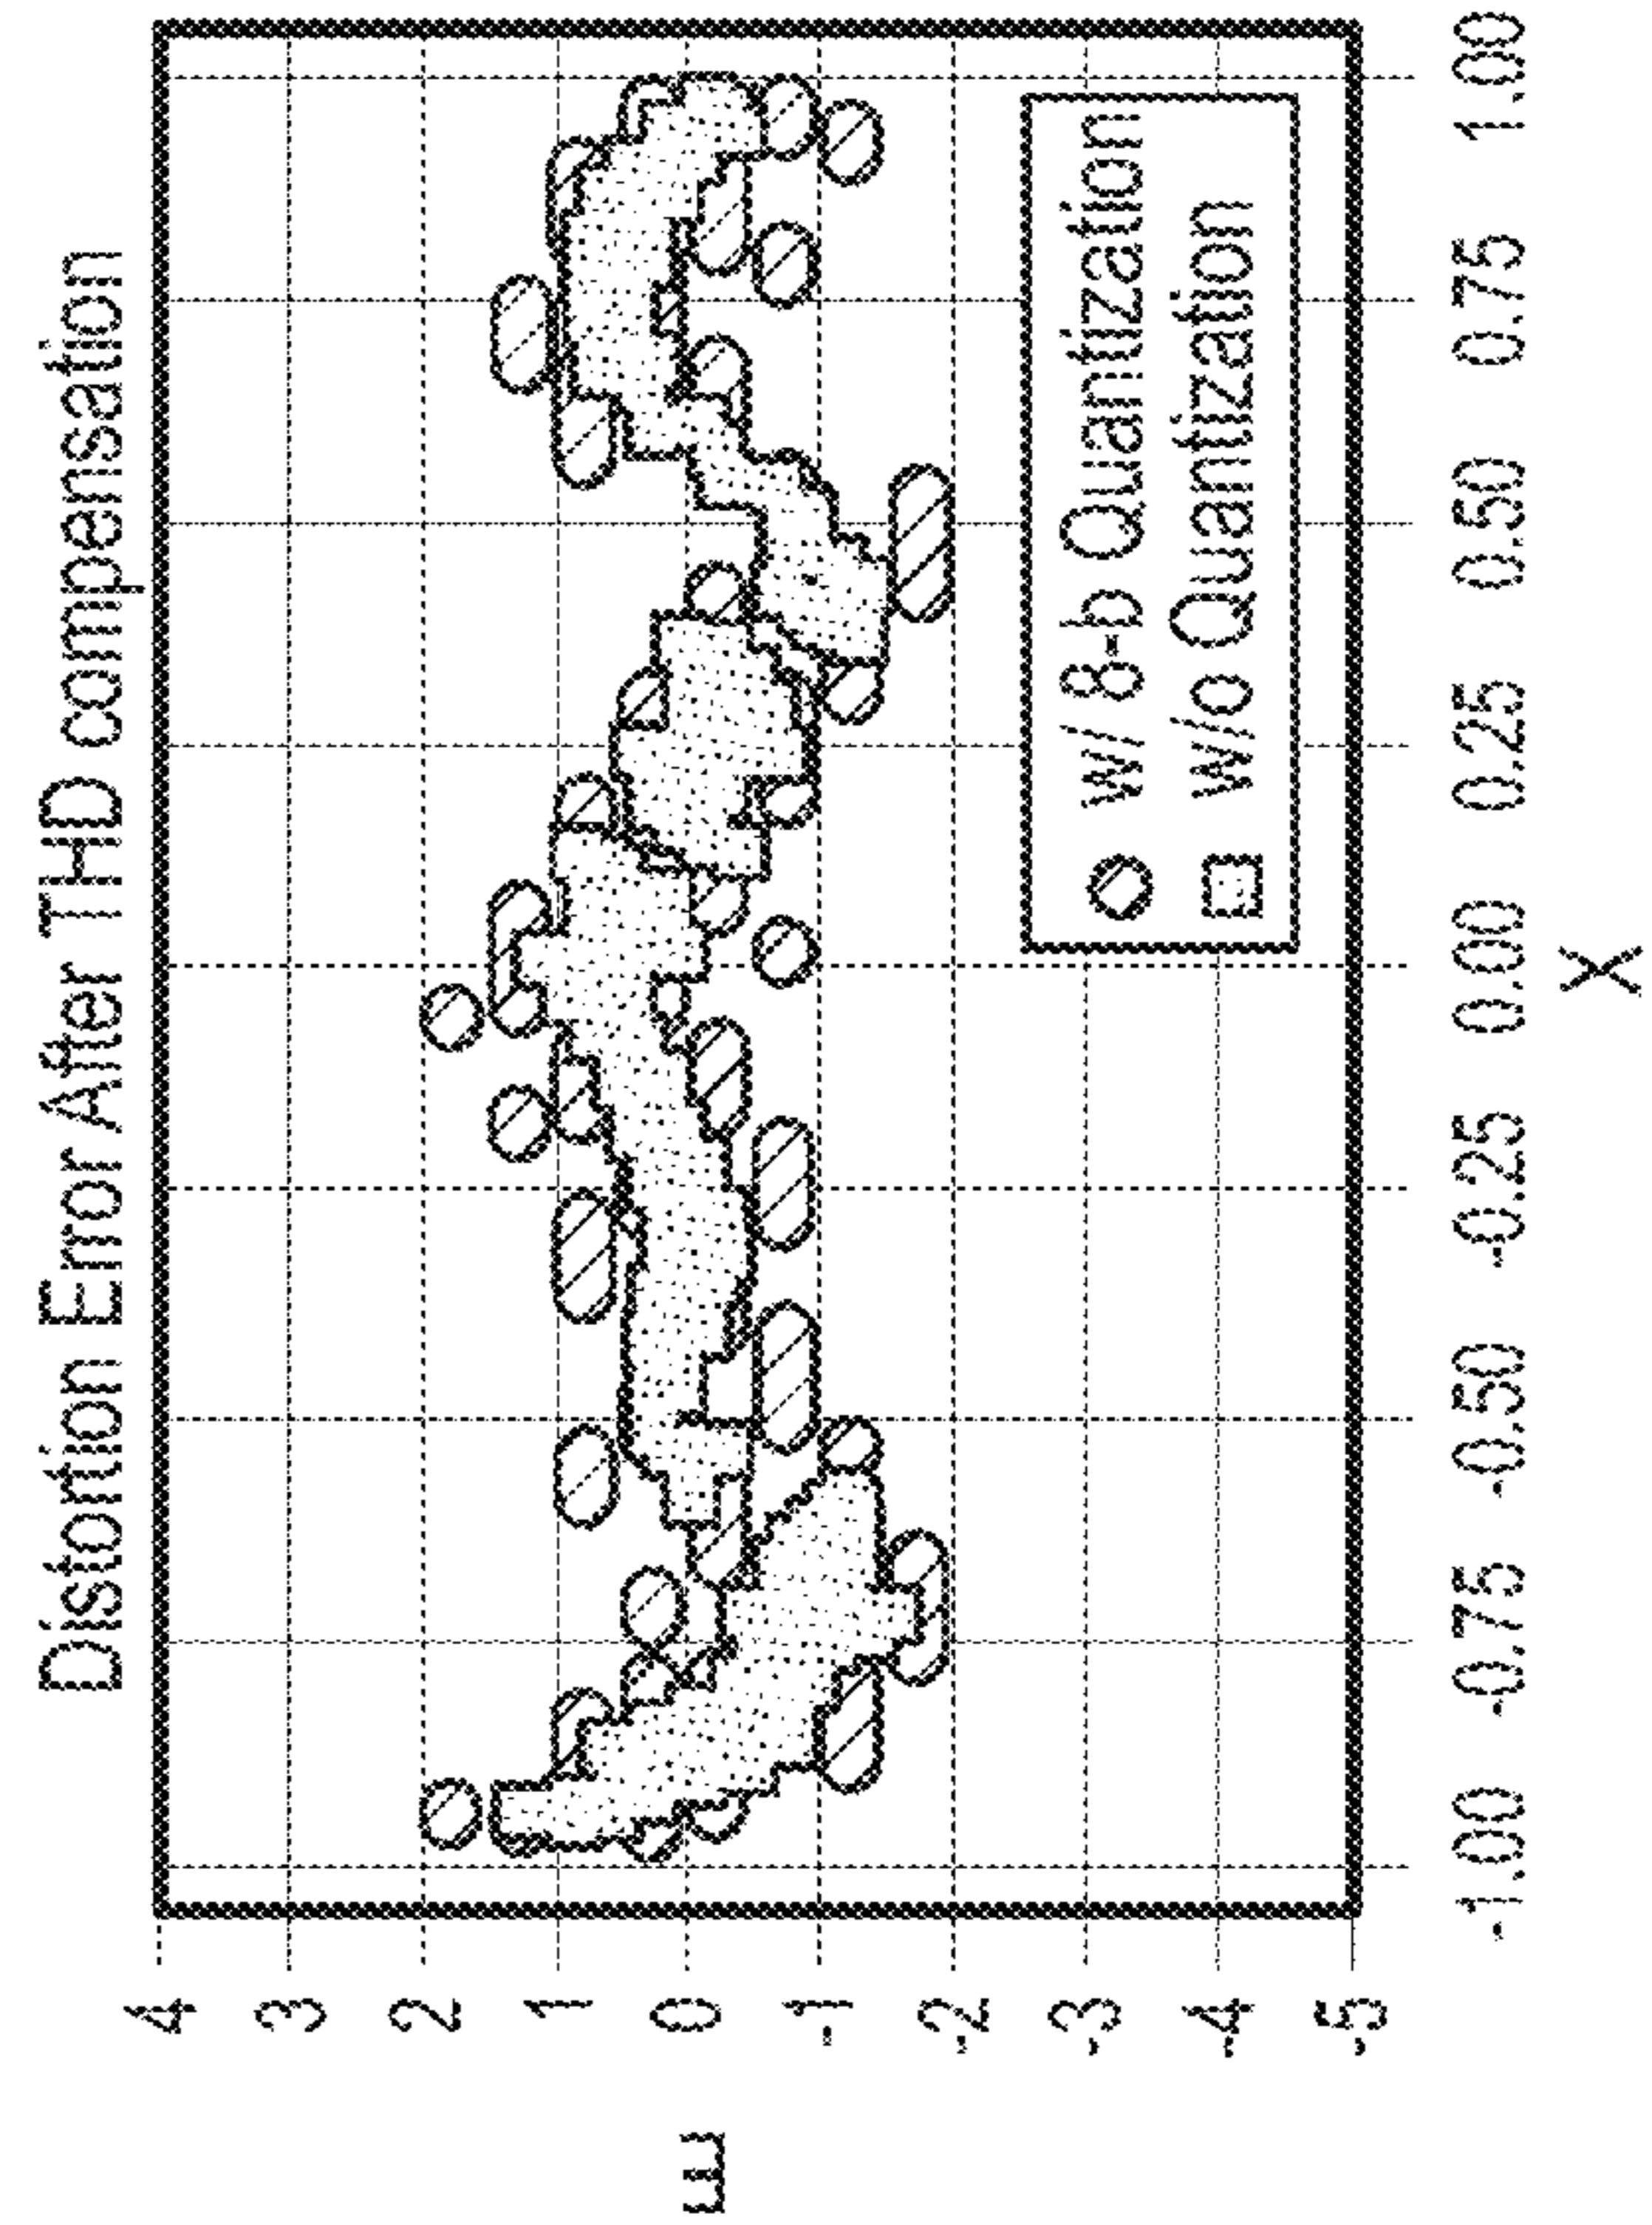 Distortion Error After THD compensation
E
4
3
2
1
0
-1
-2
-3
-4
-5
w/ 8-b Quantization
w/o Quantization
-1.00 -0.75 -0.50 -0.25 0.00 0.25 0.50 0.75 1.00
X